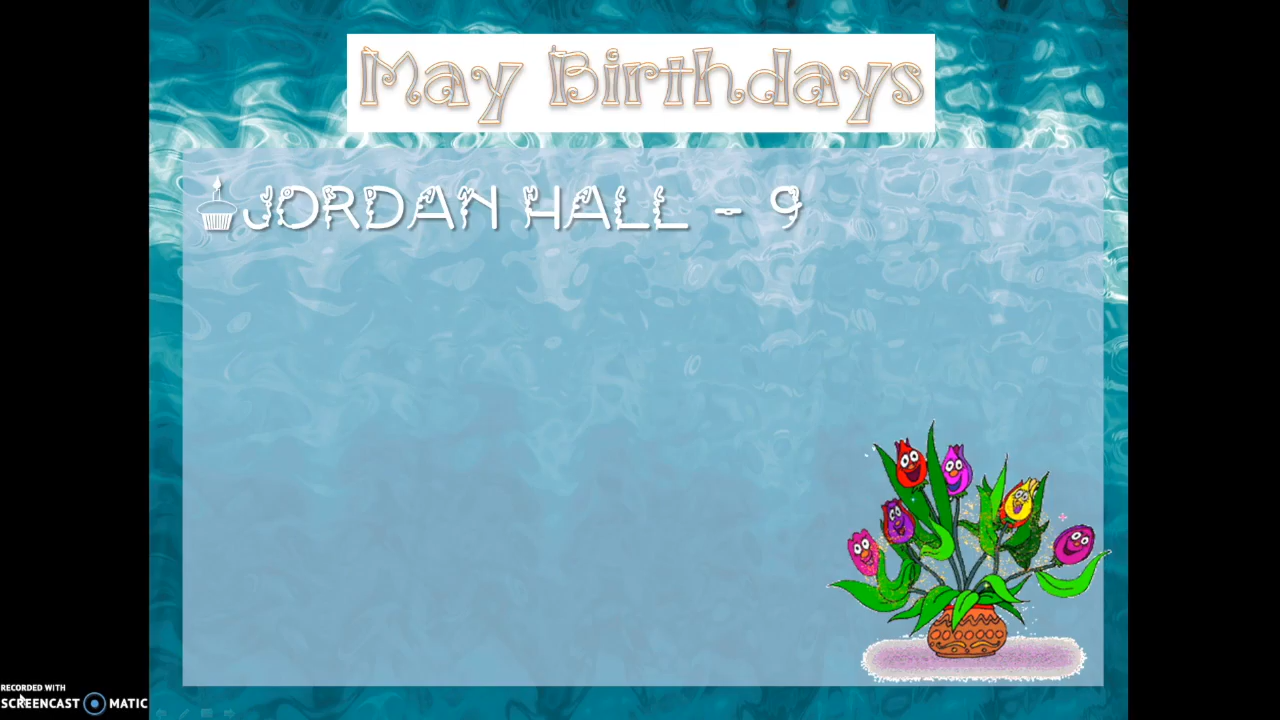 May Birthdays
JORDAN HALL - 9
RECORDED WITH
SCREENCAST MATIC